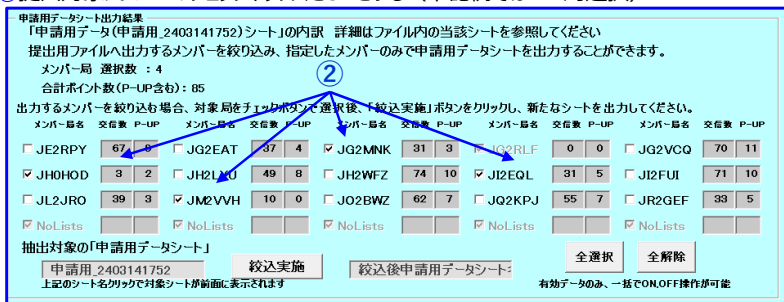 申請用データシート出力結果
「申請用データ(申請用_2403141752)シート」の内訳 詳細はファイル内の当該シートを参照してください
提出用ファイルへ出力するメンバーを絞り込み、指定したメンバーのみで申請用データシートを出力することができます。
メンバー局 選択数 : 4
合計ポイント数(P-UP含む): 85
②
出力するメンバーを絞り込む場合、対象局をチェックボタンで選択後、「絞込実施」ボタンをクリックし、新たなシートを出力してください。
メンバー局名 交信数 P-UP メンバー局名 交信数 P-UP メンバー局名 交信数 P-UP メンバー局名 交信数 P-UP メンバー局名 交信数 P-UP
JE2RPY 67 JG2EAT 37 4 JG2MNK 31 3 JG2RLF 0 0 JG2VCQ 70 11
JH0HOD 3 2 49 8 JH2WFZ 74 10 JI2EQL 31 5 JI2FUI 71 10
JL2JRO 39 3 JM2VVH 10 0 JO2BWZ 62 7 JQ2KPJ 55 7 JR2GEF 33 5
NoLists NoLists NoLists NoLists NoLists
抽出対象の「申請用データシート」
申請用_2403141752 絞込実施 絞込後申請用データシート 全選択 全解除
上記のシート名クリックで対象シートが前面に表示されます 有効データのみ、一括でON,OFF操作が可能